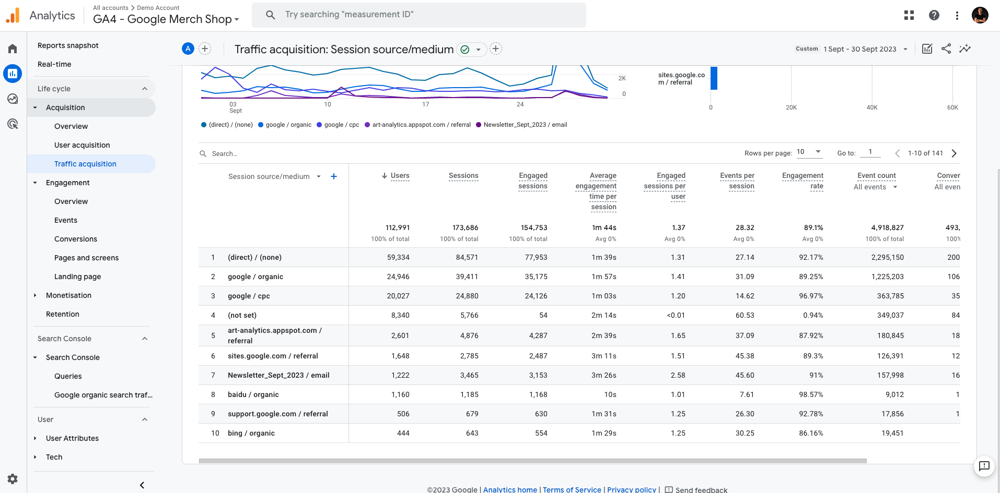 Analytics
All accounts > Demo Account
GA4 - Google Merch Shop
Try searching "measurement ID"
Reports snapshot
Real-time
Life cycle
Acquisition
Overview
User acquisition
Traffic acquisition
Engagement
Overview
Events
Conversions
Pages and screens
Landing page
Monetisation
Retention
Search Console
Search Console
Queries
Google organic search traf...
User
User Attributes
Tech
A
Traffic acquisition: Session source/medium
Custom 1 Sept - 30 Sept 2023
2K
0
03
Sept
10
17
24
(direct) / (none) google / organic google / cpc art-analytics.appspot.com / referral Newsletter_Sept_2023 / email
sites.google.co
m / referral
0 20K 40K 60K
Search...
Rows per page: 10 Go to: 1 1-10 of 141
Session source/medium
Users
Sessions
Engaged
sessions
Average
engagement
time per
session
Engaged
sessions per
user
Events per
session
Engagement
rate
Event count
All events
Conver
All even
112,991 173,686 154,753 1m 44s 1.37 28.32 89.1% 4,918,827 493,
100% of total 100% of total 100% of total Avg 0% Avg 0% Avg 0% Avg 0% 100% of total 100%
1 (direct) / (none) 59,334 84,571 77,953 1m 39s 1.31 27.14 92.17% 2,295,150 200
2 google / organic 24,946 39,411 35,175 1m 57s 1.41 31.09 89.25% 1,225,203 106
3 google / cpc 20,027 24,880 24,126 1m 03s 1.20 14.62 96.97% 363,785 35
4 (not set) 8,340 5,766 54 2m 14s <0.01 60.53 0.94% 349,037 84
5 art-analytics.appspot.com /
referral 2,601 4,876 4,287 2m 39s 1.65 37.09 87.92% 180,845 18
6 sites.google.com / referral 1,648 2,785 2,487 3m 11s 1.51 45.38 89.3% 126,391 12
7 Newsletter_Sept_2023 / email 1,222 3,465 3,153 3m 26s 2.58 45.60 91% 157,998 16
8 baidu / organic 1,160 1,185 1,168 10s 1.01 7.61 98.57% 9,012 1
9 support.google.com / referral 506 679 630 1m 31s 1.25 26.30 92.78% 17,856 1
10 bing / organic 444 643 554 1m 29s 1.25 30.25 86.16% 19,451
©2023 Google | Analytics home | Terms of Service | Privacy policy | Send feedback